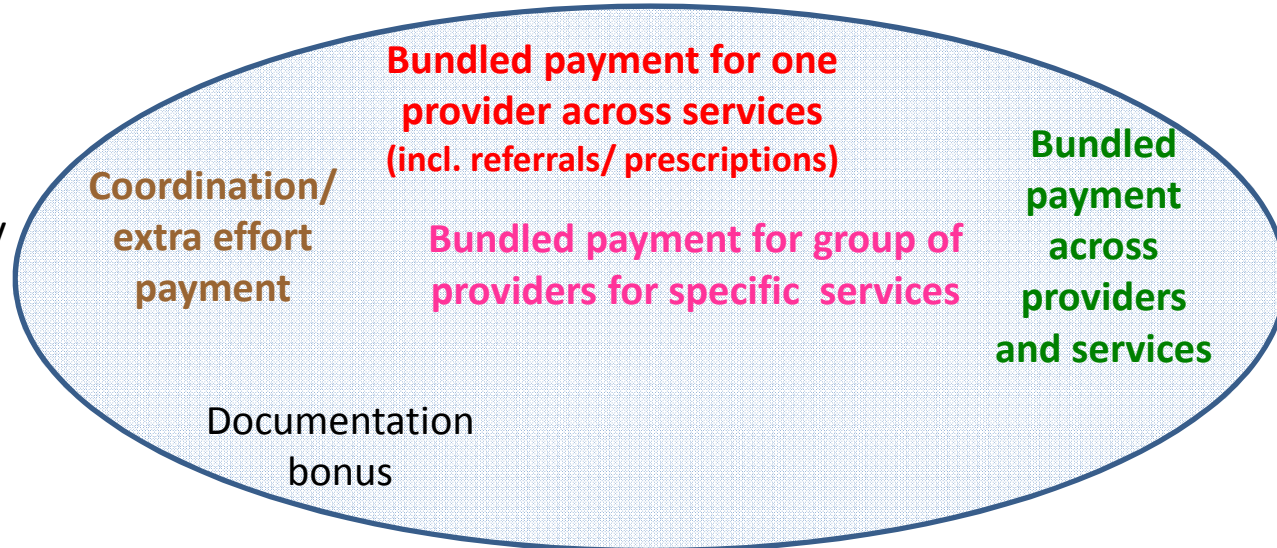 Bundled payment for one
provider across services
(incl. referrals/ prescriptions)
Coordination/
extra effort
payment
/
Bundled payment for group of
providers for specific services
Bundled
payment
across
providers
and services
Documentation
bonus